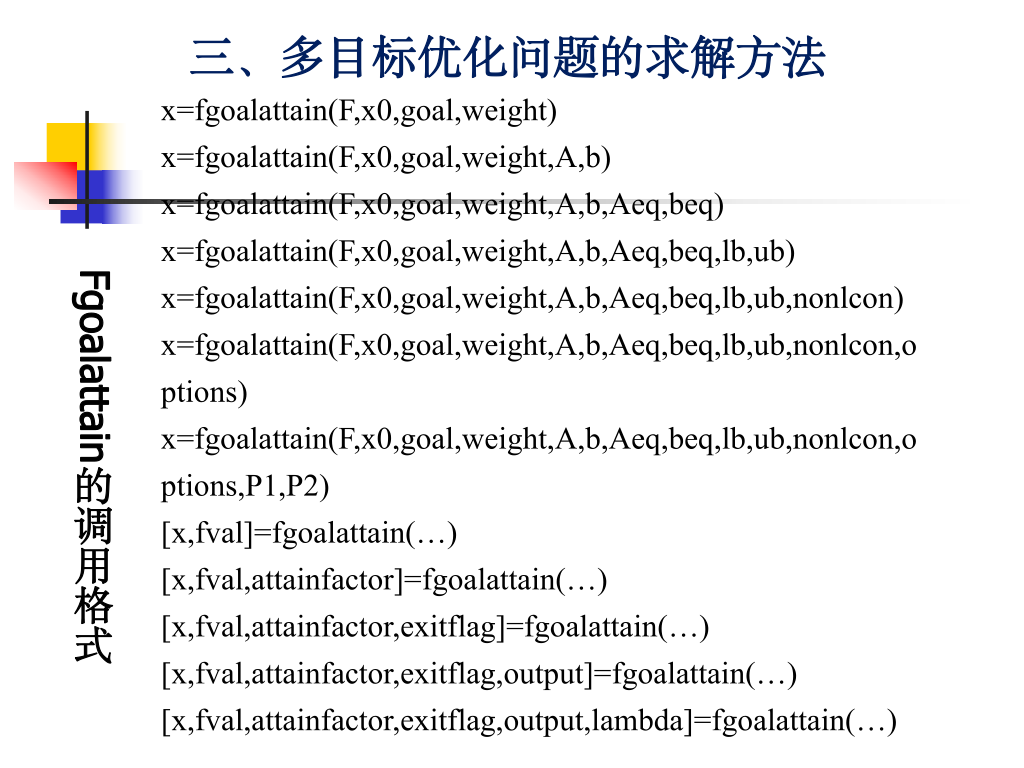 三、多目标优化问题的求解方法
x=fgoalattain(F,x0,goal,weight)
x=fgoalattain(F,x0,goal,weight,A,b)
x=fgoalattain(F,x0,goal,weight,A,b,Aeq,beq)
x=fgoalattain(F,x0,goal,weight,A,b,Aeq,beq,lb,ub)
x=fgoalattain(F,x0,goal,weight,A,b,Aeq,beq,lb,ub,nonlcon)
x=fgoalattain(F,x0,goal,weight,A,b,Aeq,beq,lb,ub,nonlcon,o
ptions)
x=fgoalattain(F,x0,goal,weight,A,b,Aeq,beq,lb,ub,nonlcon,o
ptions,P1,P2)
[x,fval]=fgoalattain(…)
[x,fval,attainfactor]=fgoalattain(…)
[x,fval,attainfactor,exitflag]=fgoalattain(…)
[x,fval,attainfactor,exitflag,output]=fgoalattain(…)
[x,fval,attainfactor,exitflag,output,lambda]=fgoalattain(…)
Fgoalattain的调用格式